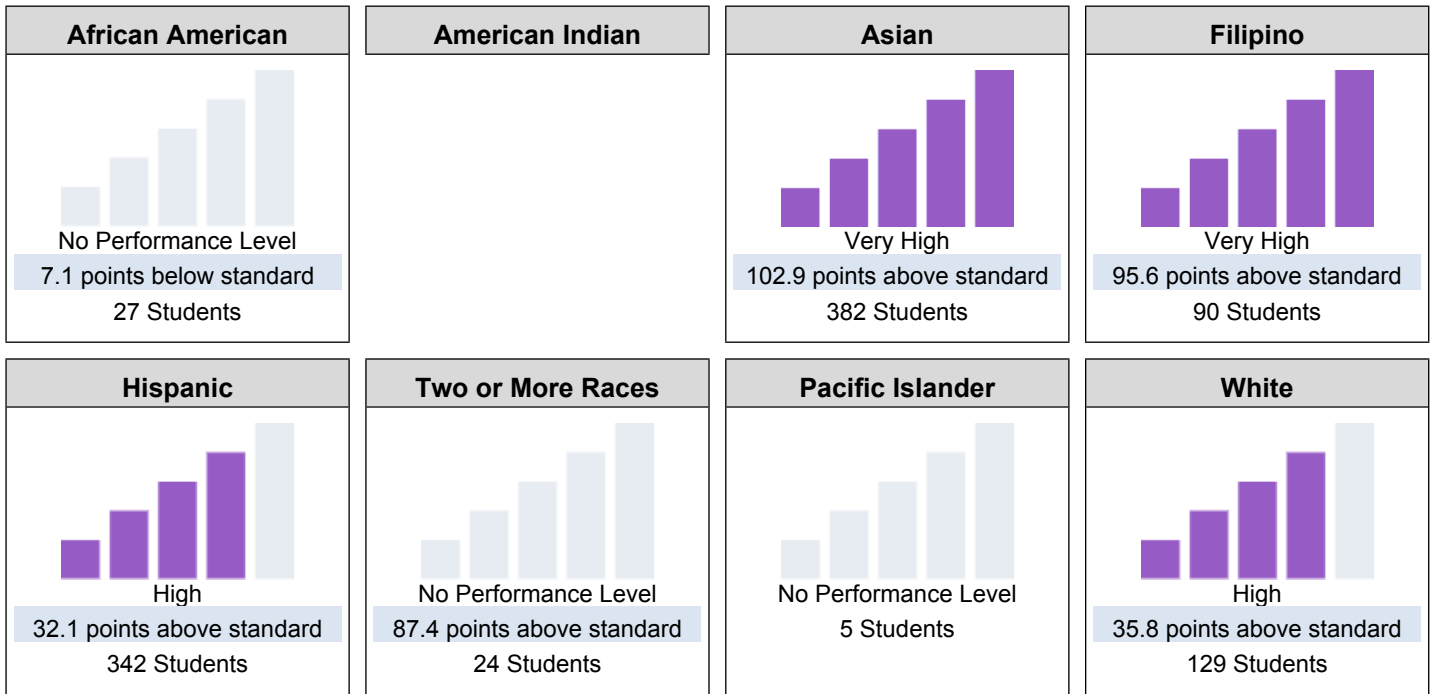 African American
No Performance Level
7.1 points below standard
27 Students
American Indian
Asian
Very High
102.9 points above standard
382 Students
Filipino
Very High
95.6 points above standard
90 Students
Hispanic
High
32.1 points above standard
342 Students
Two or More Races
No Performance Level
87.4 points above standard
24 Students
Pacific Islander
No Performance Level
5 Students
White
High
35.8 points above standard
129 Students